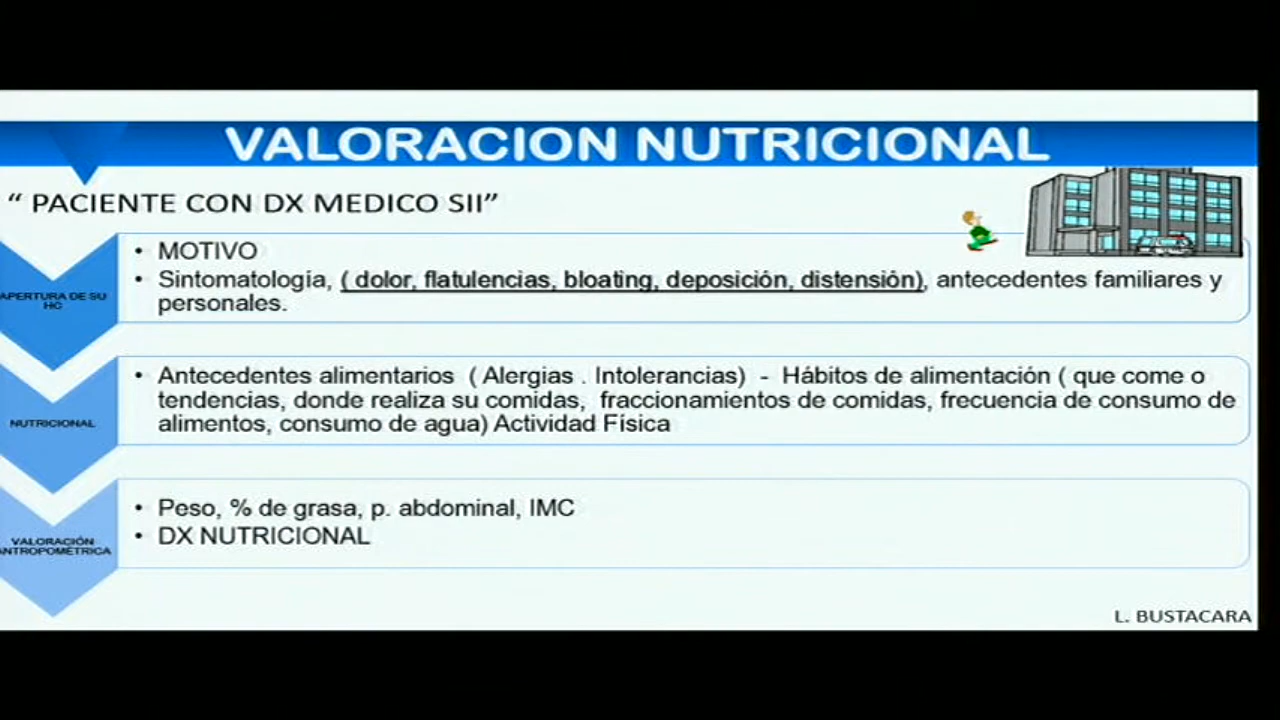 VALORACION NUTRICIONAL
“ PACIENTE CON DX MEDICO SII”
APERTURA DE SU
HC
• MOTIVO
• Sintomatología, ( dolor, flatulencias, bloating, deposición, distensión), antecedentes familiares y
personales.
NUTRICIONAL
• Antecedentes alimentarios ( Alergias . Intolerancias) - Hábitos de alimentación ( que come o
tendencias, donde realiza su comidas, fraccionamientos de comidas, frecuencia de consumo de
alimentos, consumo de agua) Actividad Física
VALORACIÓN
ANTROPOMÉTRICA
• Peso, % de grasa, p. abdominal, IMC
• DX NUTRICIONAL
L. BUSTACARA